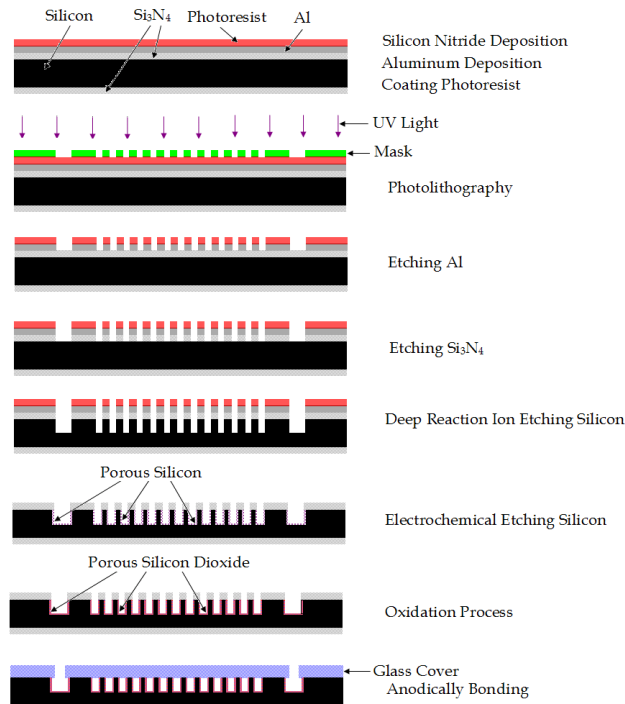 Silicon
Si₃N₄
Photoresist
Al
Silicon Nitride Deposition
Aluminum Deposition
Coating Photoresist
UV Light
Mask
Photolithography
Etching Al
Etching Si₃N₄
Deep Reaction Ion Etching Silicon
Porous Silicon
Electrochemical Etching Silicon
Porous Silicon Dioxide
Oxidation Process
Glass Cover
Anodically Bonding